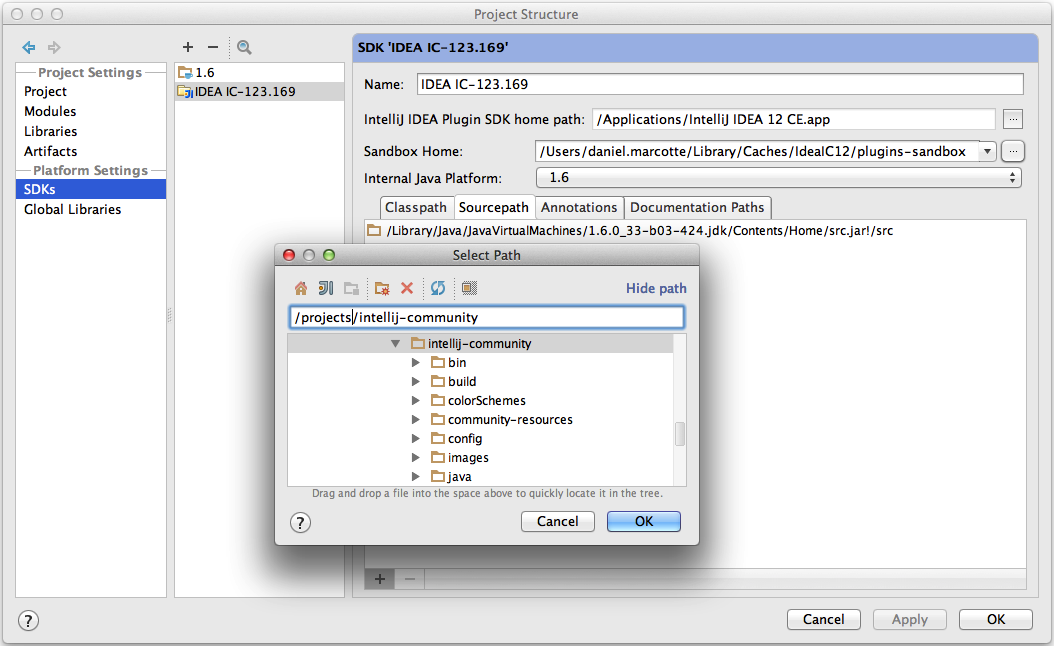 Project Structure
Project Settings
Project
Modules
Libraries
Artifacts
Platform Settings
SDKs
Global Libraries
1.6
IDEA IC-123.169
SDK 'IDEA IC-123.169'
Name: IDEA IC-123.169
IntelliJ IDEA Plugin SDK home path: /Applications/IntelliJ IDEA 12 CE.app ...
Sandbox Home: /Users/daniel.marcotte/Library/Caches/IdeaIC12/plugins-sandbox ...
Internal Java Platform: 1.6
Classpath Sourcepath Annotations Documentation Paths
/Library/Java/JavaVirtualMachines/1.6.0_33-b03-424.jdk/Contents/Home/src.jar!/src
Select Path
Hide path
/projects/intellij-community
intellij-community
bin
build
colorSchemes
community-resources
config
images
java
Drag and drop a file into the space above to quickly locate it in the tree.
? Cancel OK
? Cancel Apply OK